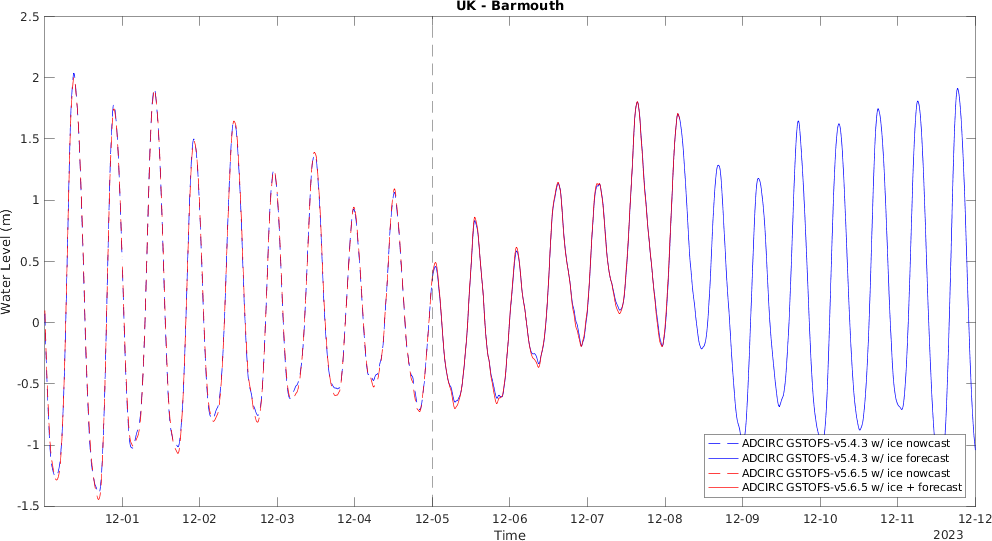 UK - Barmouth
Water Level (m)
2.5
2
1.5
1
0.5
0
-0.5
-1
-1.5
ADCIRC GSTOFS-v5.4.3 w/ ice nowcast
ADCIRC GSTOFS-v5.4.3 w/ ice forecast
ADCIRC GSTOFS-v5.6.5 w/ ice nowcast
ADCIRC GSTOFS-v5.6.5 w/ ice + forecast
12-01 12-02 12-03 12-04 12-05 12-06 12-07 12-08 12-09 12-10 12-11 12-12
Time
2023